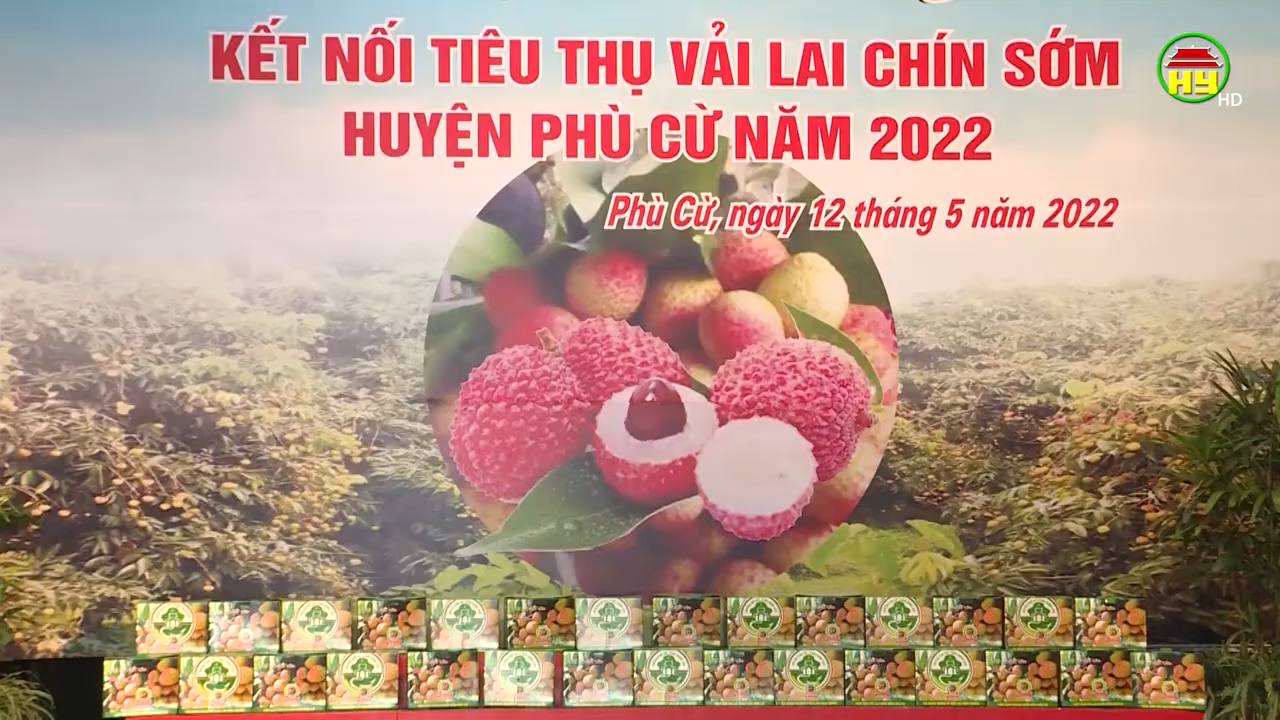 KẾT NỐI TIÊU THỤ VẢI LAI CHÍN SỚM
HY
HD
HUYỆN PHÙ CỪ NĂM 2022
Phù Cừ, ngày 12 tháng 5 năm 2022